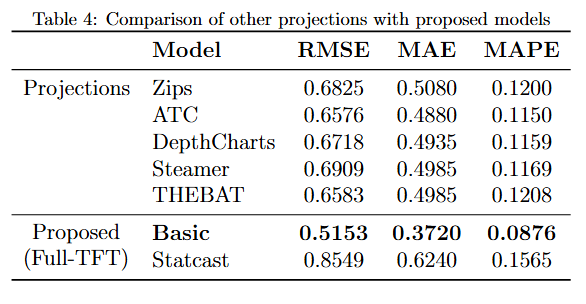 Table 4: Comparison of other projections with proposed models
Model RMSE MAE MAPE
Projections Zips 0.6825 0.5080 0.1200
ATC 0.6576 0.4880 0.1150
DepthCharts 0.6718 0.4935 0.1159
Steamer 0.6909 0.4985 0.1169
THEBAT 0.6583 0.4985 0.1208
Proposed Basic 0.5153 0.3720 0.0876
(Full-TFT) Statcast 0.8549 0.6240 0.1565